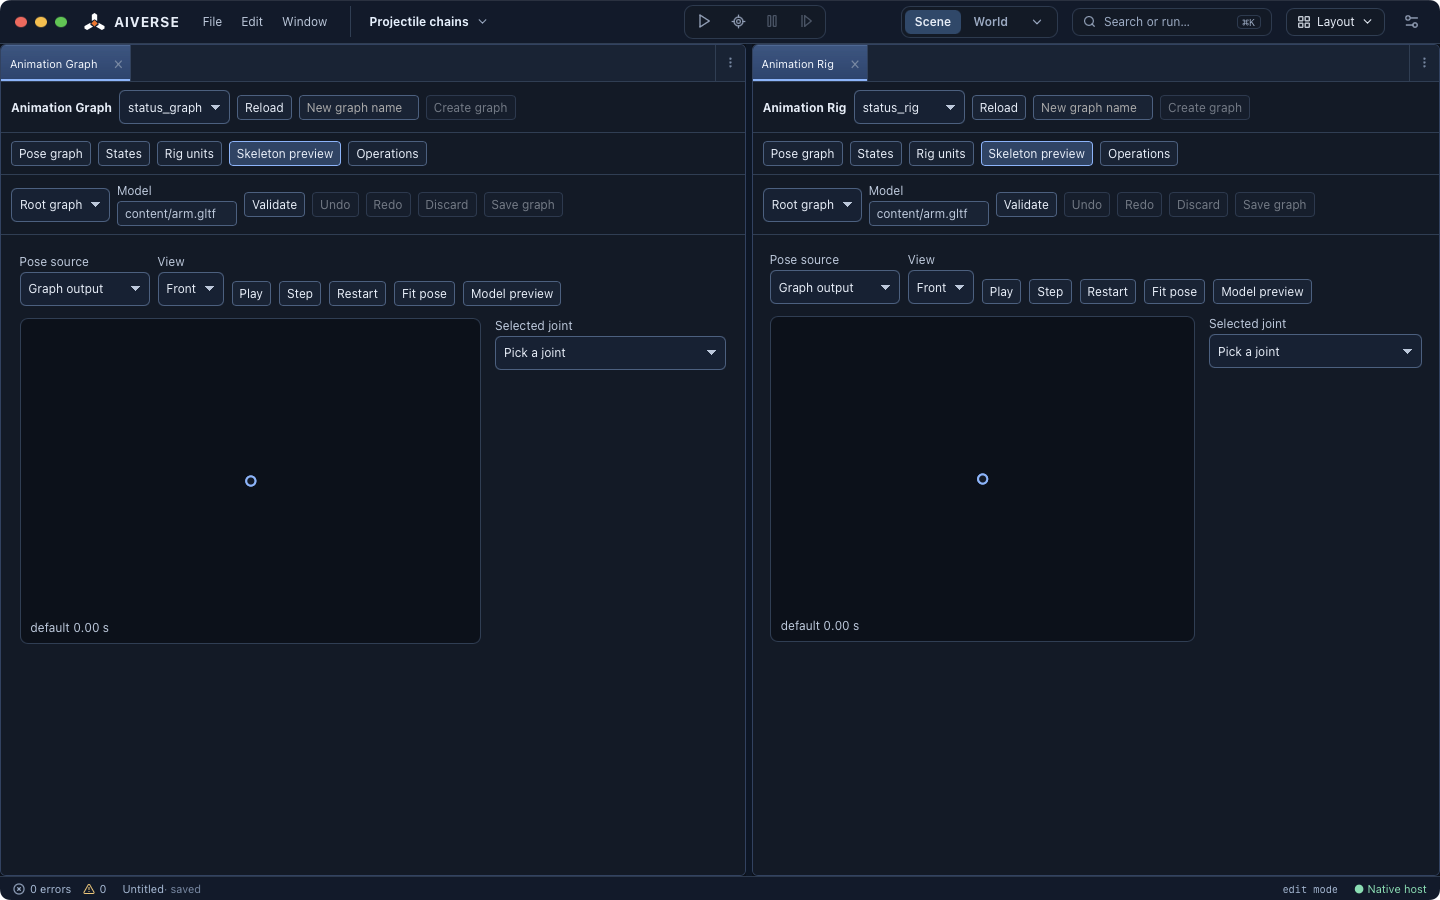 AIVERSE File Edit Window Projectile chains Scene World Search or run... ⌘K Layout
Animation Graph
Animation Graph status_graph Reload New graph name Create graph
Pose graph States Rig units Skeleton preview Operations
Model
Root graph content/arm.gltf Validate Undo Redo Discard Save graph
Pose source View
Graph output Front Play Step Restart Fit pose Model preview
Selected joint
Pick a joint
default 0.00 s
Animation Rig
Animation Rig status_rig Reload New graph name Create graph
Pose graph States Rig units Skeleton preview Operations
Model
Root graph content/arm.gltf Validate Undo Redo Discard Save graph
Pose source View
Graph output Front Play Step Restart Fit pose Model preview
Selected joint
Pick a joint
default 0.00 s
0 errors 0 Untitled · saved edit mode Native host